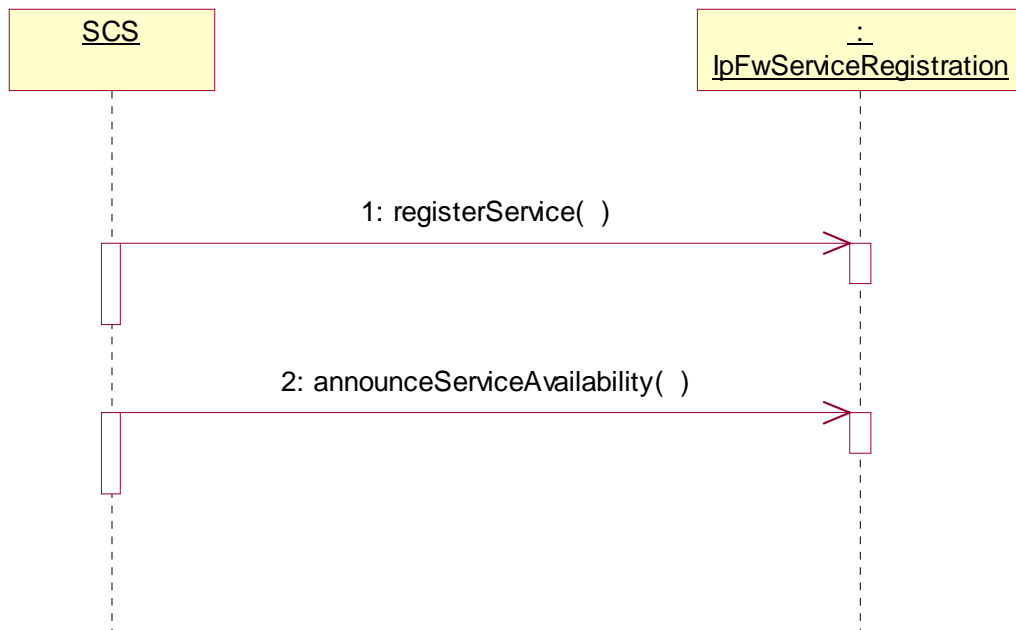 SCS
:
IpFwServiceRegistration
1: registerService(  )
2: announceServiceAvailability(  )